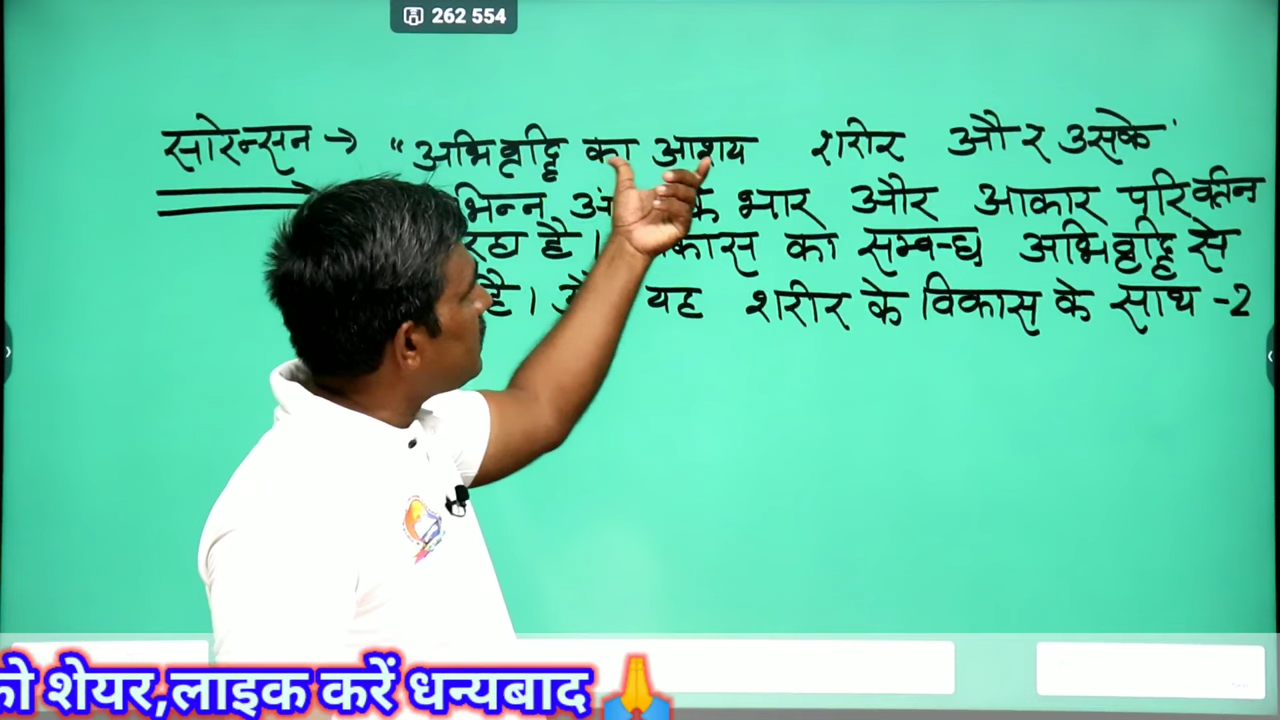 262 554
सारेन्सन → "अभिवृद्धि का आशय शरीर और उसके
भिन्न के भार और आकार परिवर्तन
है। का सम्बन्ध अभिवृद्धि से
है। यह शरीर के विकास के साथ -2
को शेयर,लाइक करें धन्यबाद 🙏